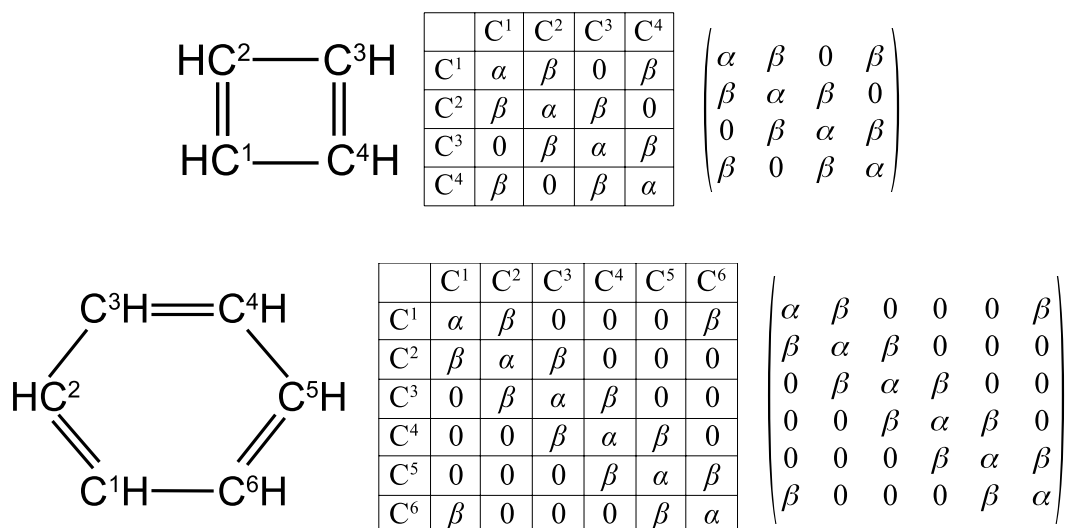 HC² C³H
HC¹ C⁴H
C¹ C² C³ C⁴
C¹ α β 0 β
C² β α β 0
C³ 0 β α β
C⁴ β 0 β α
α β 0 β
β α β 0
0 β α β
β 0 β α
C³H C⁴H
HC² C⁵H
C¹H C⁶H
C¹ C² C³ C⁴ C⁵ C⁶
C¹ α β 0 0 0 β
C² β α β 0 0 0
C³ 0 β α β 0 0
C⁴ 0 0 β α β 0
C⁵ 0 0 0 β α β
C⁶ β 0 0 0 β α
α β 0 0 0 β
β α β 0 0 0
0 β α β 0 0
0 0 β α β 0
0 0 0 β α β
β 0 0 0 β α